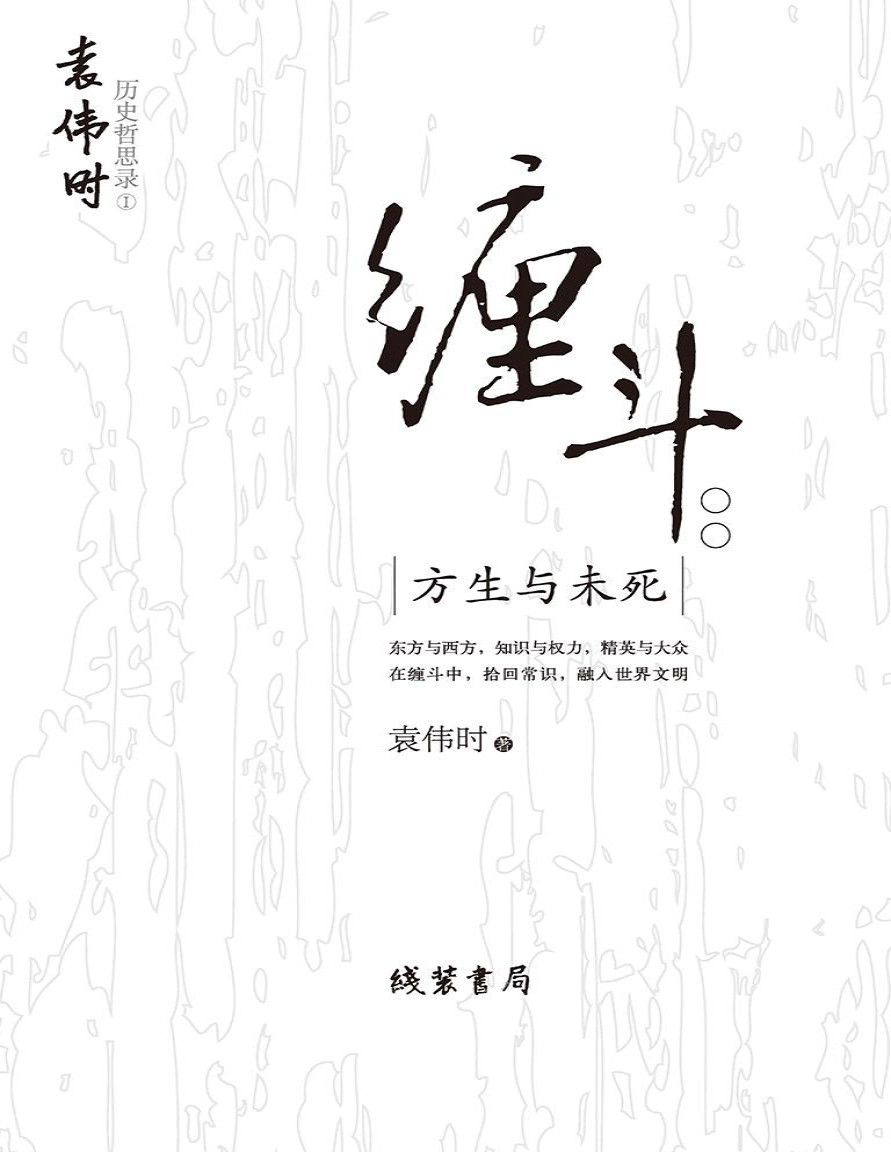 袁伟时
历史哲思录①
缠斗
方生与未死
东方与西方，知识与权力，精英与大众
在缠斗中，拾回常识，融入世界文明
袁伟时 著
綫装書局